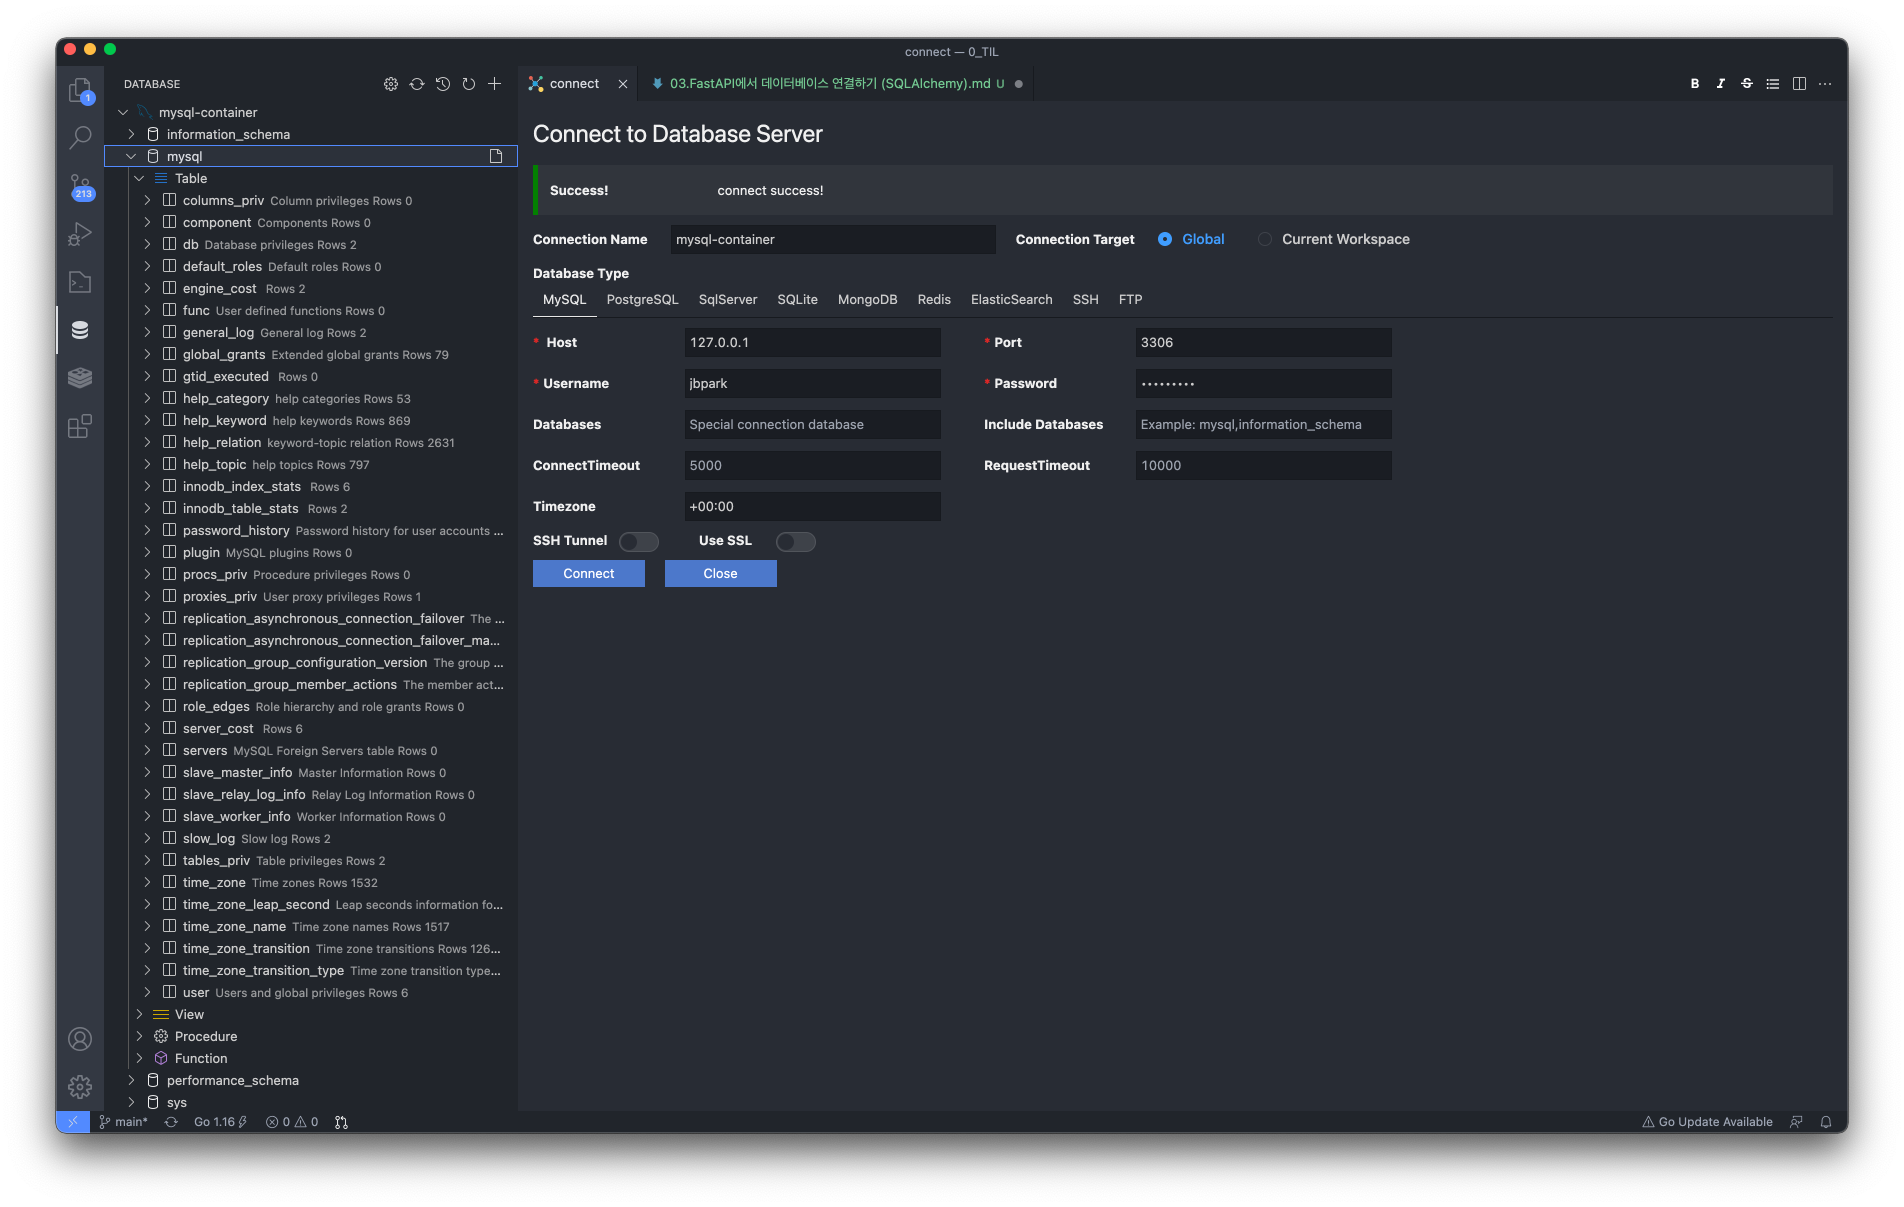 connect — 0_TIL
DATABASE
mysql-container
information_schema
mysql
Table
columns_priv Column privileges Rows 0
component Components Rows 0
db Database privileges Rows 2
default_roles Default roles Rows 0
engine_cost Rows 2
func User defined functions Rows 0
general_log General log Rows 2
global_grants Extended global grants Rows 79
gtid_executed Rows 0
help_category help categories Rows 53
help_keyword help keywords Rows 869
help_relation keyword-topic relation Rows 2631
help_topic help topics Rows 797
innodb_index_stats Rows 6
innodb_table_stats Rows 2
password_history Password history for user accounts ...
plugin MySQL plugins Rows 0
procs_priv Procedure privileges Rows 0
proxies_priv User proxy privileges Rows 1
replication_asynchronous_connection_failover The ...
replication_asynchronous_connection_failover_ma...
replication_group_configuration_version The group ...
replication_group_member_actions The member act...
role_edges Role hierarchy and role grants Rows 0
server_cost Rows 6
servers MySQL Foreign Servers table Rows 0
slave_master_info Master Information Rows 0
slave_relay_log_info Relay Log Information Rows 0
slave_worker_info Worker Information Rows 0
slow_log Slow log Rows 2
tables_priv Table privileges Rows 2
time_zone Time zones Rows 1532
time_zone_leap_second Leap seconds information fo...
time_zone_name Time zone names Rows 1517
time_zone_transition Time zone transitions Rows 126...
time_zone_transition_type Time zone transition type...
user Users and global privileges Rows 6
View
Procedure
Function
performance_schema
sys
1
213
connect
03.FastAPI에서 데이터베이스 연결하기 (SQLAlchemy).md U
B I S
Connect to Database Server
Success! connect success!
Connection Name mysql-container Connection Target Global Current Workspace
Database Type
MySQL PostgreSQL SqlServer SQLite MongoDB Redis ElasticSearch SSH FTP
* Host 127.0.0.1 * Port 3306
* Username jbpark * Password •••••••••
Databases Special connection database Include Databases Example: mysql,information_schema
ConnectTimeout 5000 RequestTimeout 10000
Timezone +00:00
SSH Tunnel Use SSL
Connect Close
main* Go 1.16 0 0 Go Update Available